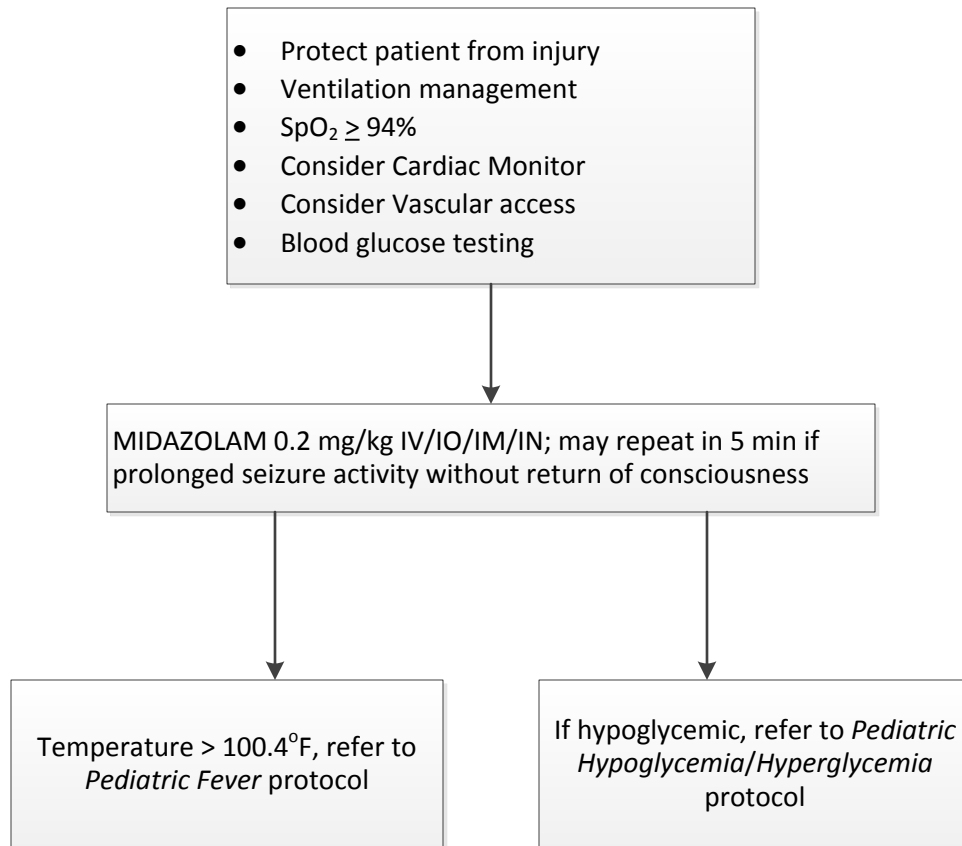 • Protect patient from injury
• Ventilation management
• SpO₂ ≥ 94%
• Consider Cardiac Monitor
• Consider Vascular access
• Blood glucose testing
MIDAZOLAM 0.2 mg/kg IV/IO/IM/IN; may repeat in 5 min if
prolonged seizure activity without return of consciousness
Temperature > 100.4°F, refer to
Pediatric Fever protocol
If hypoglycemic, refer to Pediatric
Hypoglycemia/Hyperglycemia
protocol